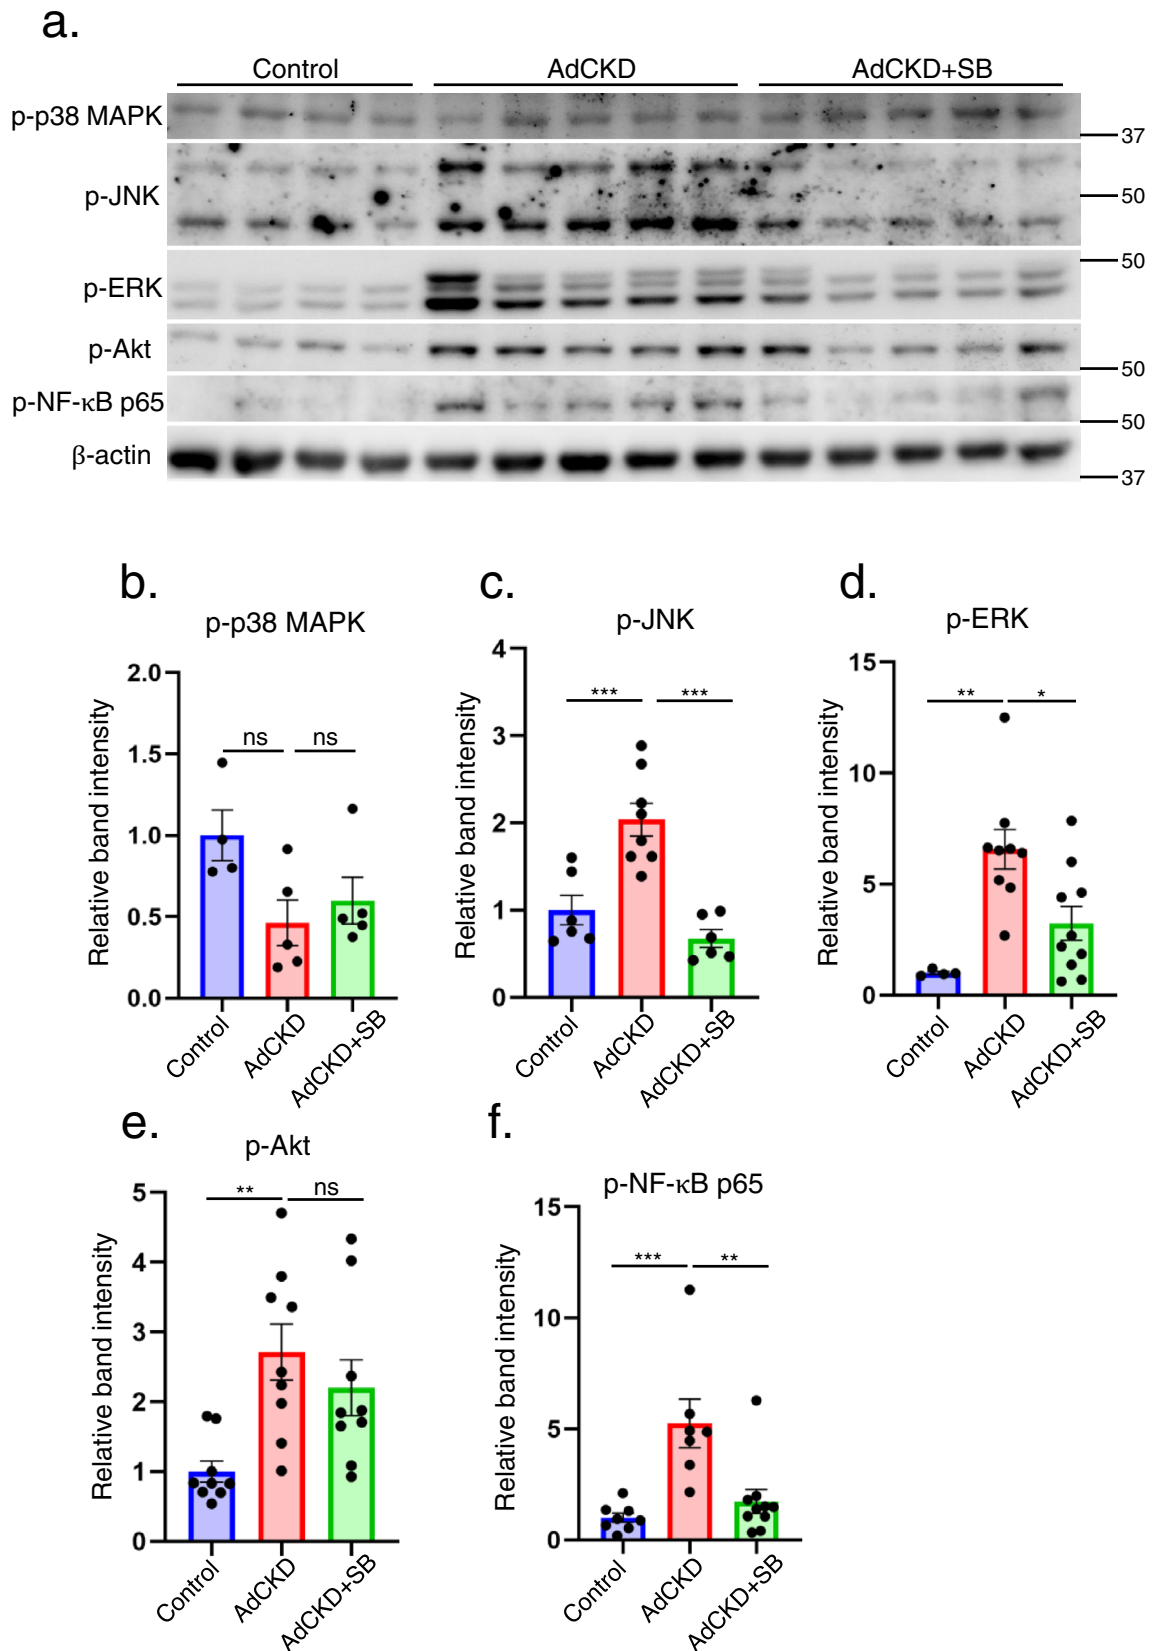 a.
Control AdCKD AdCKD+SB
p-p38 MAPK
37
p-JNK
50
50
p-ERK
p-Akt
50
p-NF-κB p65
50
β-actin
37
b.
p-p38 MAPK
Relative band intensity
2.0
1.5
1.0
0.5
0.0
ns ns
Control AdCKD AdCKD+SB
c.
p-JNK
Relative band intensity
4
3
2
1
0
*** ***
Control AdCKD AdCKD+SB
d.
p-ERK
Relative band intensity
15
10
5
0
** *
Control AdCKD AdCKD+SB
e.
p-Akt
Relative band intensity
5
4
3
2
1
0
** ns
Control AdCKD AdCKD+SB
f.
p-NF-κB p65
Relative band intensity
15
10
5
0
*** **
Control AdCKD AdCKD+SB